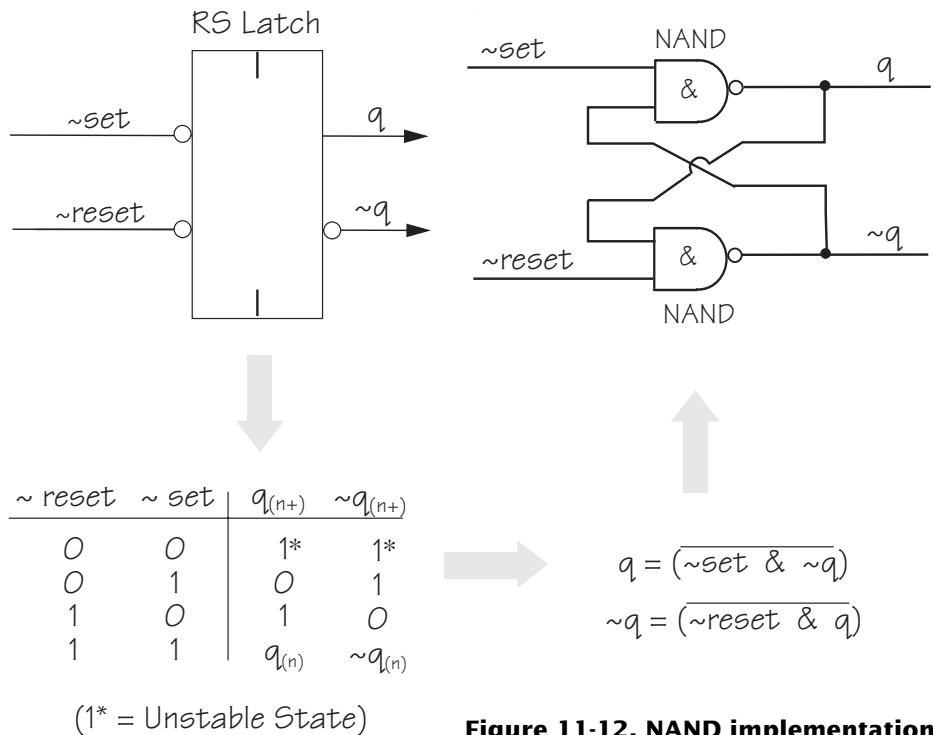 RS Latch
~set
q
~reset
~q
NAND
~set
&
q
~reset
&
~q
NAND
~ reset ~ set q(n+) ~q(n+)
0 0 1* 1*
0 1 0 1
1 0 1 0
1 1 q(n) ~q(n)
(1* = Unstable State)
q = (~set & ~q)
~q = (~reset & q)
Figure 11-12. NAND implementation